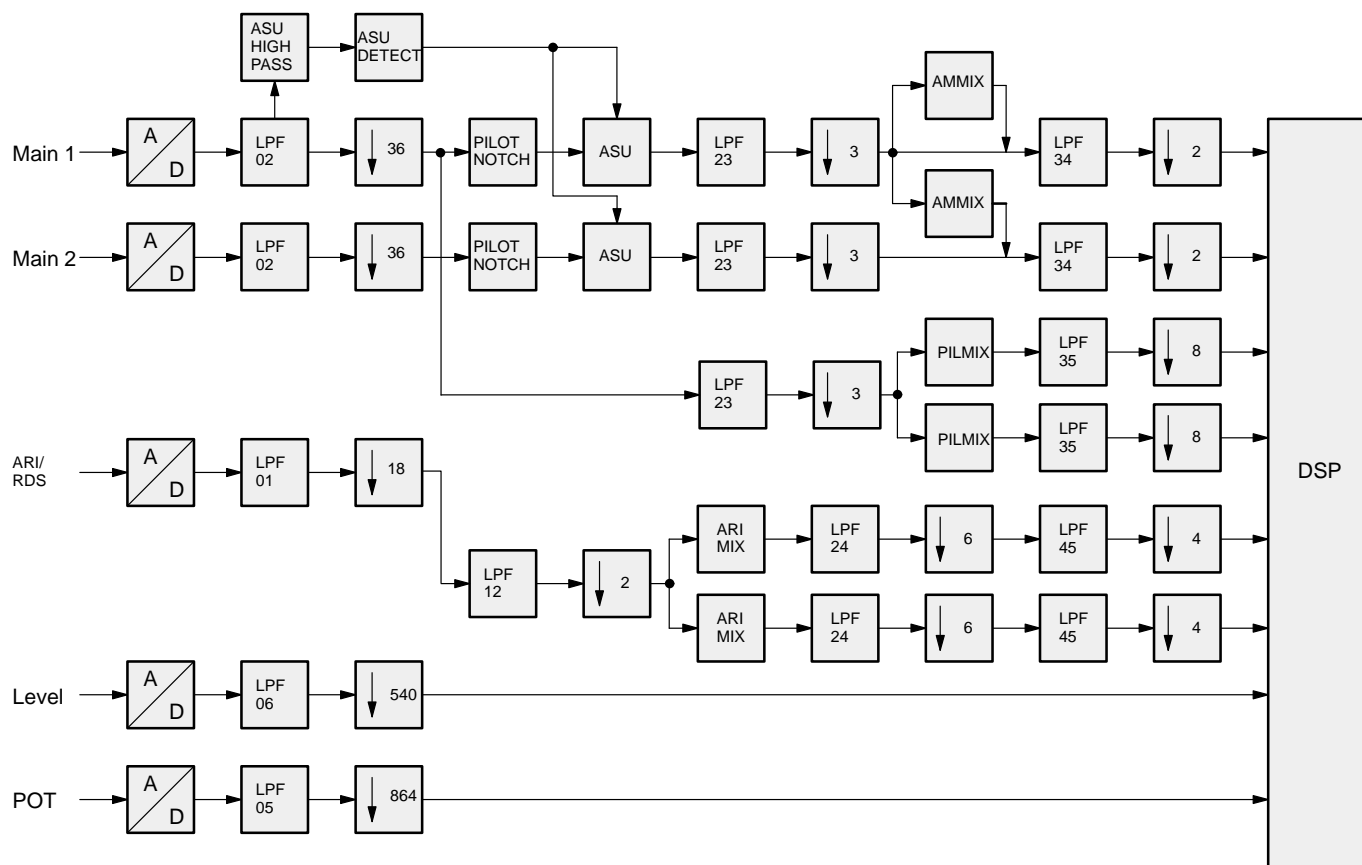 ASU
HIGH
PASS
ASU
DETECT
AMMIX
Main 1
A
D
LPF
02
36
PILOT
NOTCH
ASU
LPF
23
3
LPF
34
2
AMMIX
Main 2
A
D
LPF
02
36
PILOT
NOTCH
ASU
LPF
23
3
LPF
34
2
PILMIX
LPF
35
8
LPF
23
3
PILMIX
LPF
35
8
ARI/
RDS
A
D
LPF
01
18
DSP
ARI
MIX
LPF
24
6
LPF
45
4
LPF
12
2
ARI
MIX
LPF
24
6
LPF
45
4
Level
A
D
LPF
06
540
POT
A
D
LPF
05
864